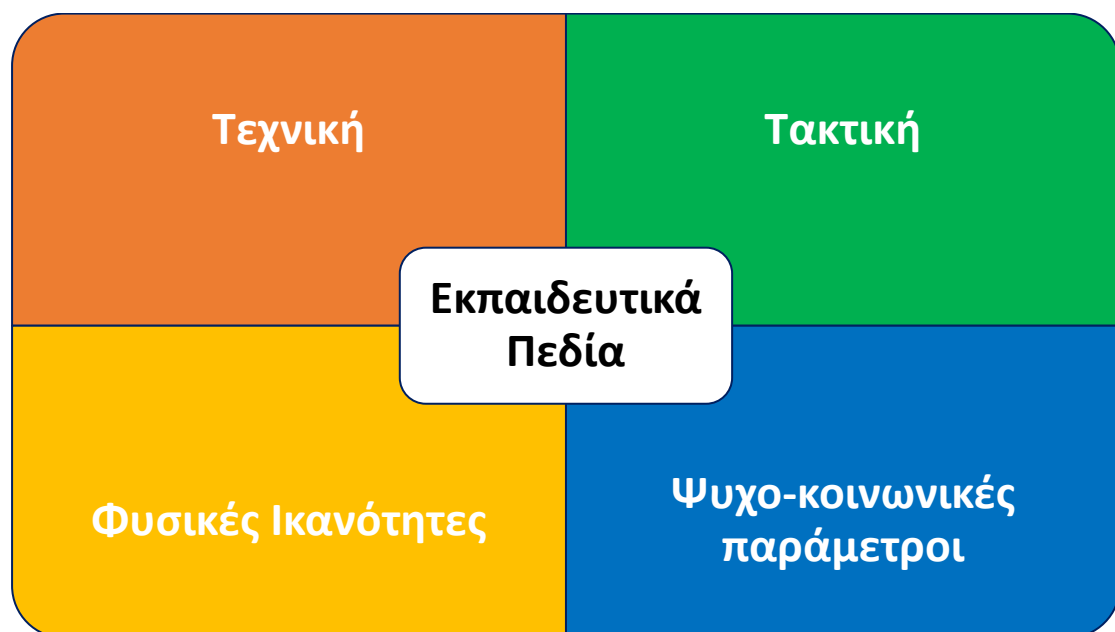 Τεχνική
Τακτική
Εκπαιδευτικά
Πεδία
Φυσικές Ικανότητες
Ψυχο-κοινωνικές
παράμετροι